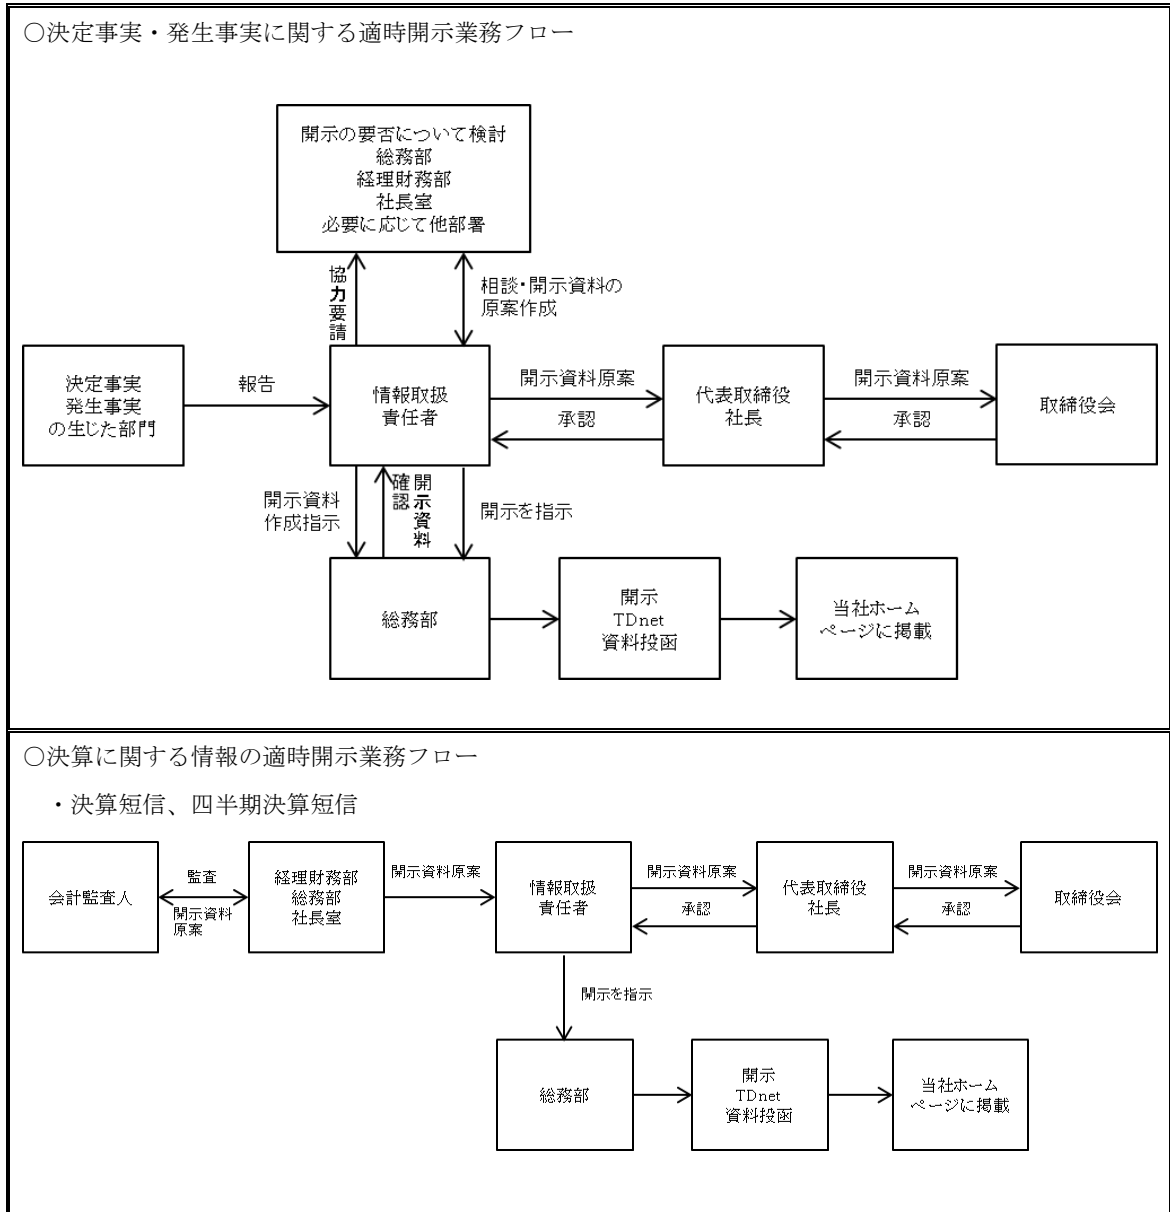 〇決定事実・発生事実に関する適時開示業務フロー
開示の要否について検討
総務部
経理財務部
社長室
必要に応じて他部署
協力要請
相談・開示資料の
原案作成
決定事実
発生事実
の生じた部門
報告
情報取扱
責任者
開示資料原案
承認
代表取締役
社長
開示資料原案
承認
取締役会
開示資料
作成指示
開示資料
確認
開示を指示
総務部
開示
TDnet
資料投函
当社ホーム
ページに掲載
〇決算に関する情報の適時開示業務フロー
・決算短信、四半期決算短信
会計監査人
監査
開示資料
原案
経理財務部
総務部
社長室
開示資料原案
情報取扱
責任者
開示資料原案
承認
代表取締役
社長
開示資料原案
承認
取締役会
開示を指示
総務部
開示
TDnet
資料投函
当社ホーム
ページに掲載